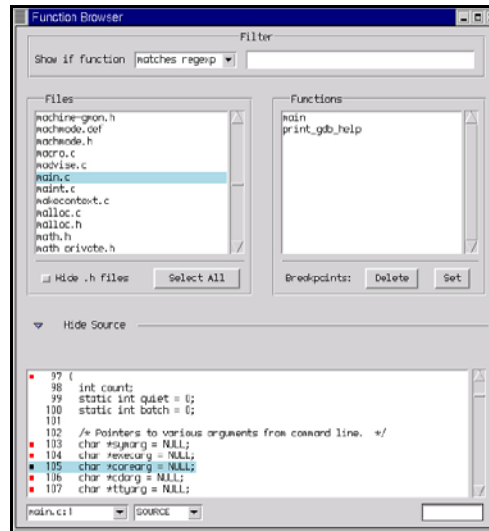 Function Browser
Filter
Show if function matches regexp
Files
machine-gmon.h
machmode.def
machmode.h
macro.c
madvise.c
main.c
maint.c
makecontext.c
malloc.c
malloc.h
math.h
math_private.h
Hide .h files Select All
Functions
main
print_gdb_help
Breakpoints: Delete Set
Hide Source
97 {
98 int count;
99 static int quiet = 0;
100 static int batch = 0;
101
102 /* Pointers to various arguments from command line. */
103 char *symarg = NULL;
104 char *execarg = NULL;
105 char *corearg = NULL;
106 char *cdarg = NULL;
107 char *ttyarg = NULL;
main.c:1 SOURCE